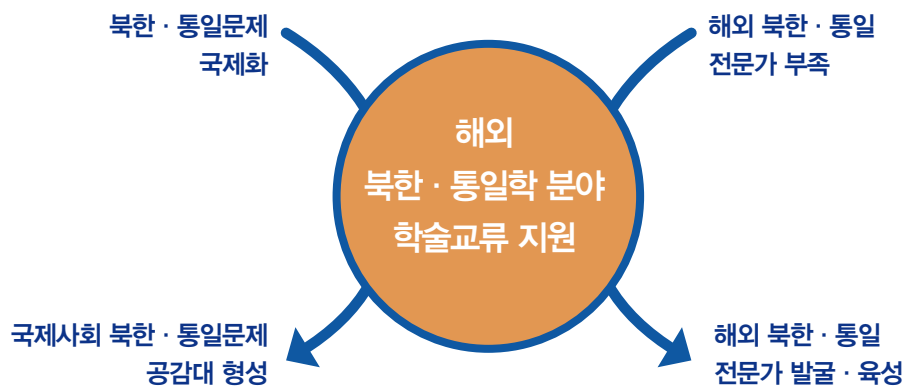 북한 · 통일문제
국제화
해외 북한 · 통일
전문가 부족
해외
북한 · 통일학 분야
학술교류 지원
국제사회 북한 · 통일문제
공감대 형성
해외 북한 · 통일
전문가 발굴 · 육성